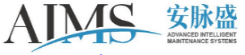 AIMS
安脉盛
ADVANCED INTELLIGENT
MAINTENANCE SYSTEMS